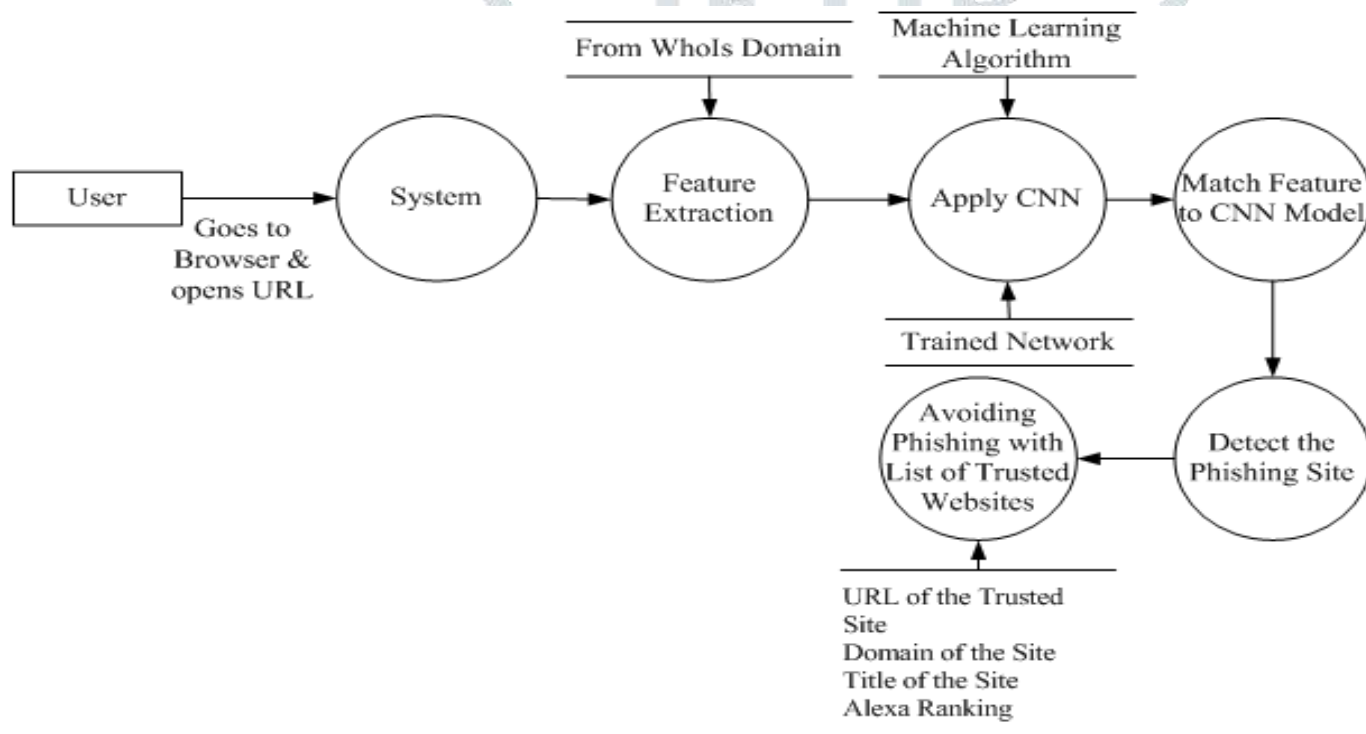 From WhoIs Domain
Machine Learning
Algorithm
User
Goes to
Browser &
opens URL
System
Feature
Extraction
Apply CNN
Match Feature
to CNN Model
Trained Network
Avoiding
Phishing with
List of Trusted
Websites
Detect the
Phishing Site
URL of the Trusted
Site
Domain of the Site
Title of the Site
Alexa Ranking